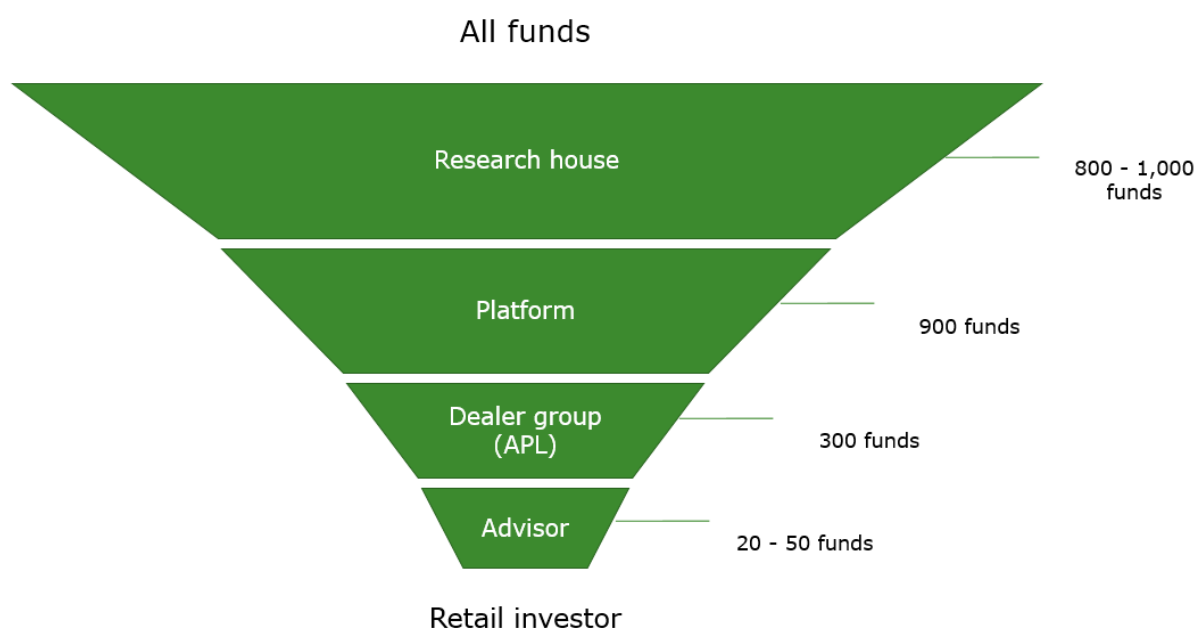 All funds
Research house
800 - 1,000
funds
Platform
900 funds
Dealer group
(APL)
300 funds
Advisor
20 - 50 funds
Retail investor